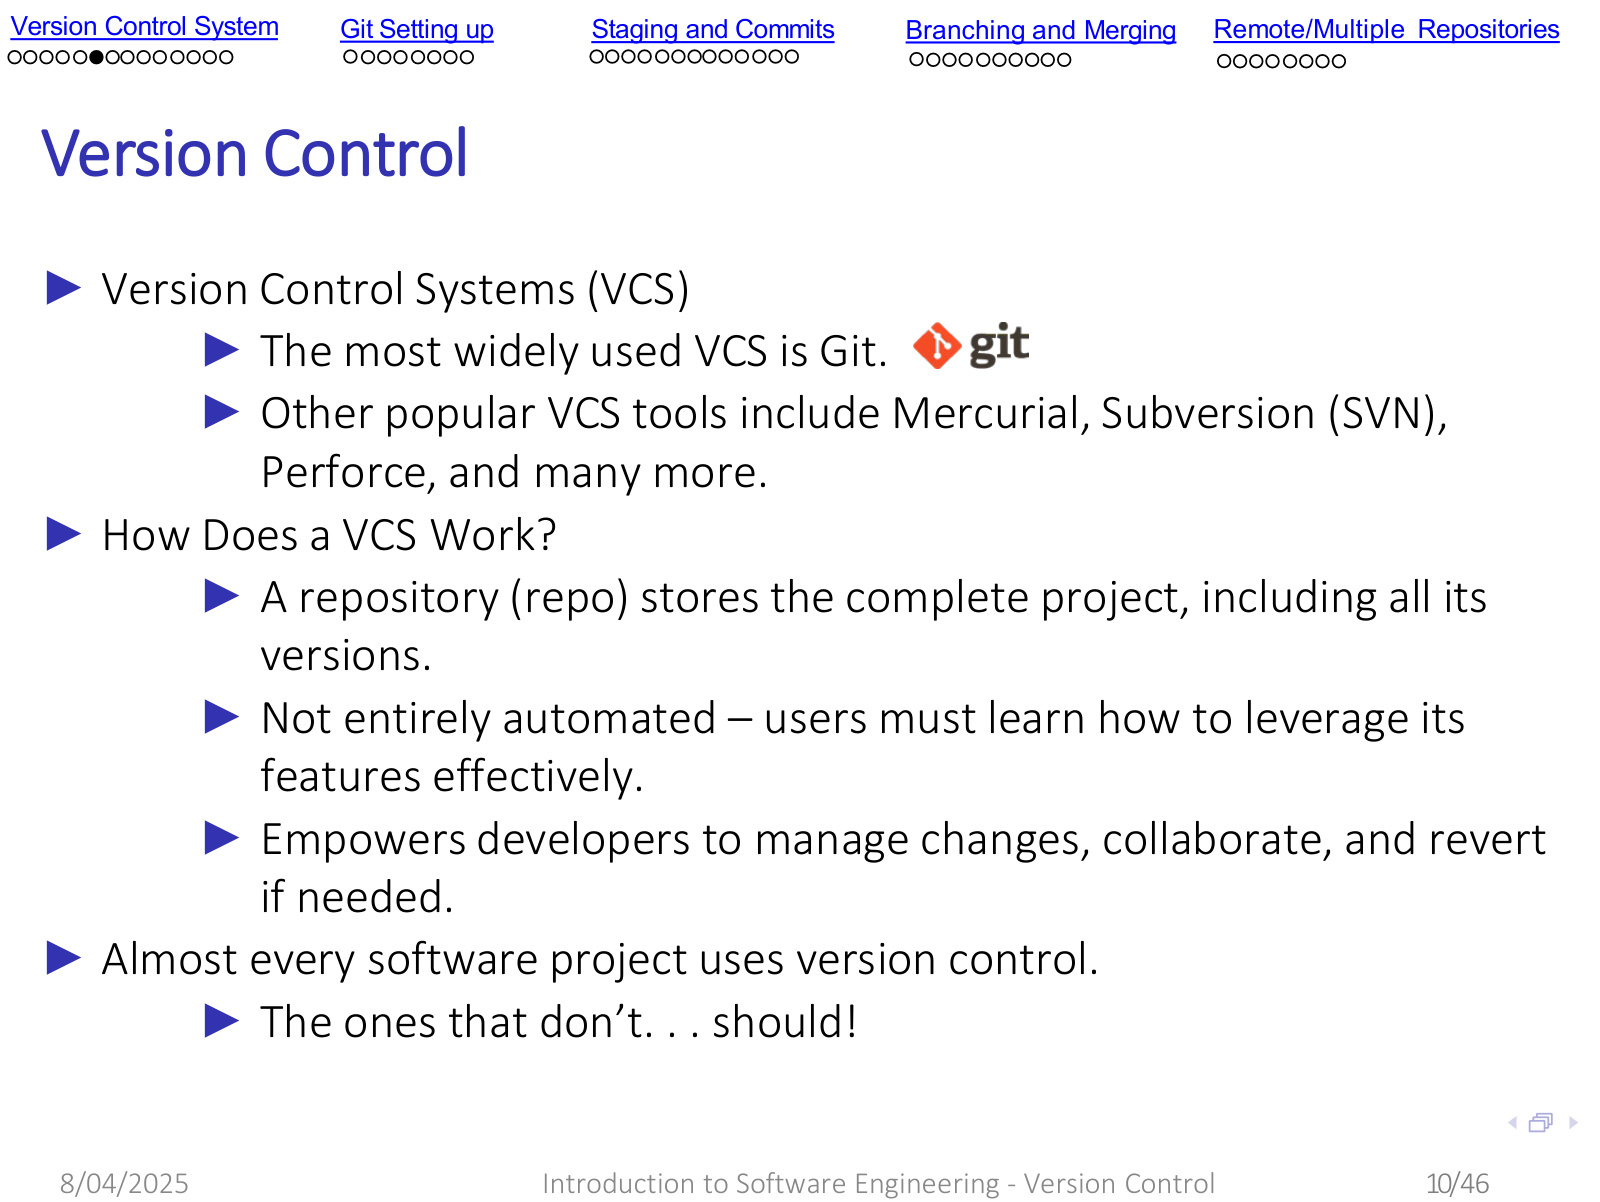 Version Control System
Git Setting up
Staging and Commits
Branching and Merging
Remote/Multiple Repositories
Version Control
Version Control Systems (VCS)
The most widely used VCS is Git.
git
Other popular VCS tools include Mercurial, Subversion (SVN),
Perforce, and many more.
How Does a VCS Work?
A repository (repo) stores the complete project, including all its
versions.
Not entirely automated – users must learn how to leverage its
features effectively.
Empowers developers to manage changes, collaborate, and revert
if needed.
Almost every software project uses version control.
The ones that don’t. . . should!
8/04/2025
Introduction to Software Engineering - Version Control
10/46